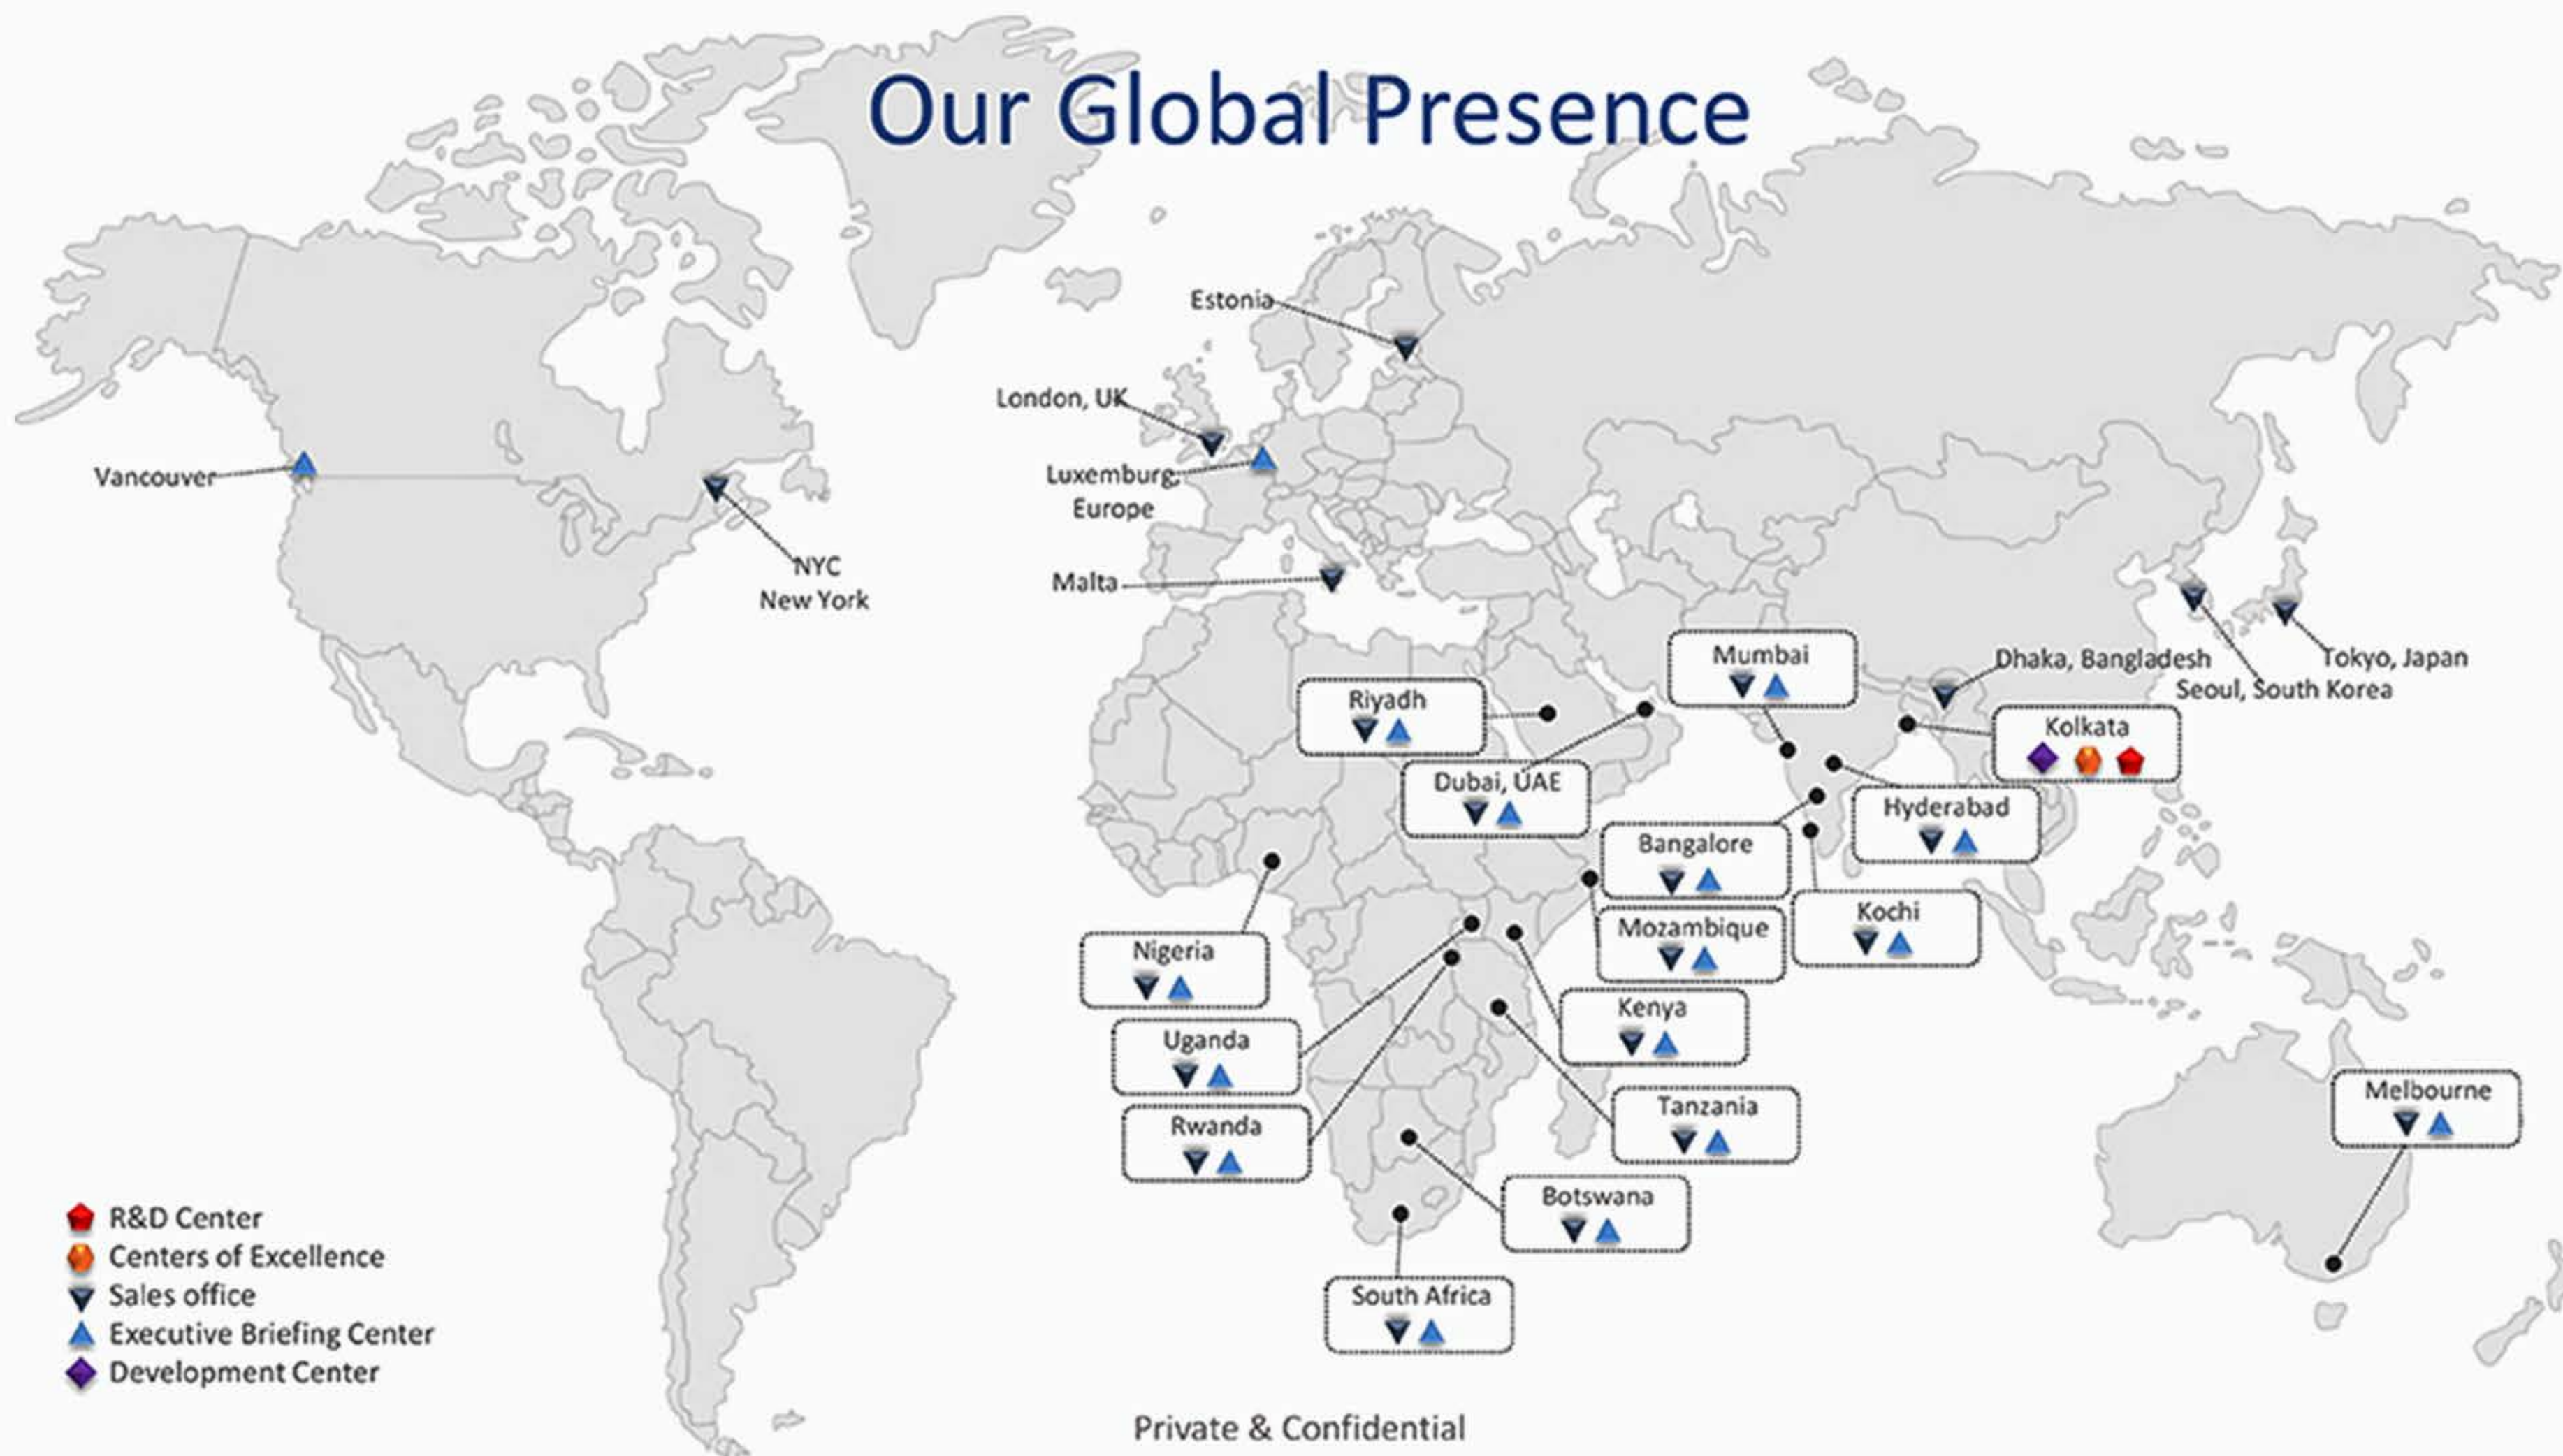 Our Global Presence
Estonia
London, UK
Vancouver
Luxemburg,
Europe
NYC
New York
Malta
Mumbai
Dhaka, Bangladesh
Tokyo, Japan
Seoul, South Korea
Riyadh
Kolkata
Dubai, UAE
Hyderabad
Bangalore
Kochi
Mozambique
Nigeria
Kenya
Uganda
Tanzania
Rwanda
Melbourne
Botswana
South Africa
R&D Center
Centers of Excellence
Sales office
Executive Briefing Center
Development Center
Private & Confidential